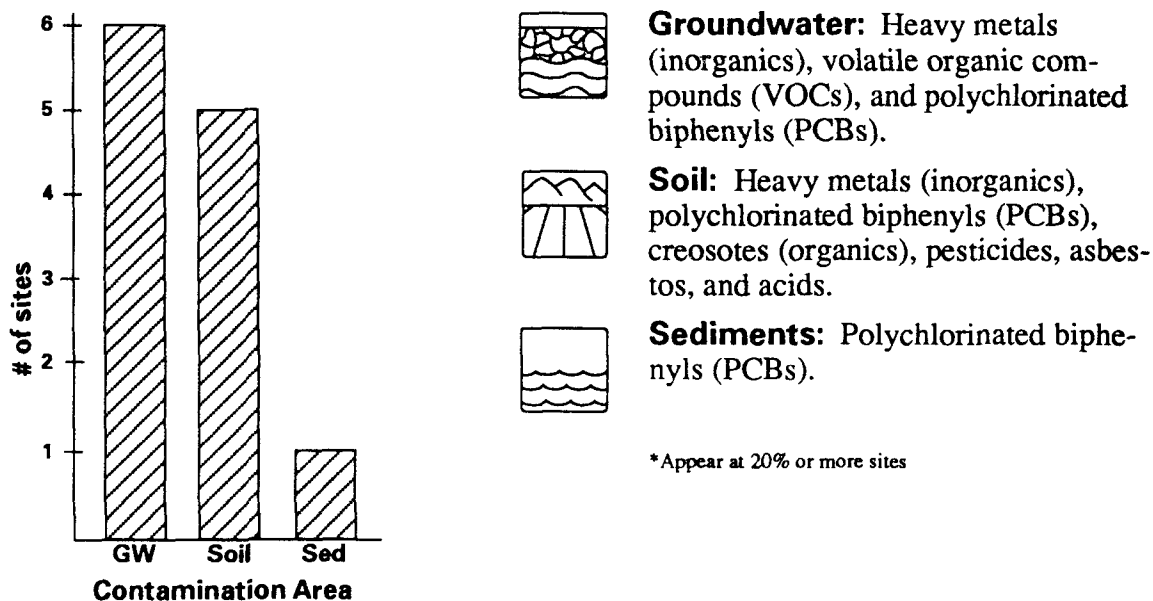 6
5
4
3
2
1
# of sites
GW Soil Sed
Contamination Area
Groundwater: Heavy metals
(inorganics), volatile organic com-
pounds (VOCs), and polychlorinated
biphenyls (PCBs).
Soil: Heavy metals (inorganics),
polychlorinated biphenyls (PCBs),
creosotes (organics), pesticides, asbes-
tos, and acids.
Sediments: Polychlorinated biphe-
nyls (PCBs).
*Appear at 20% or more sites